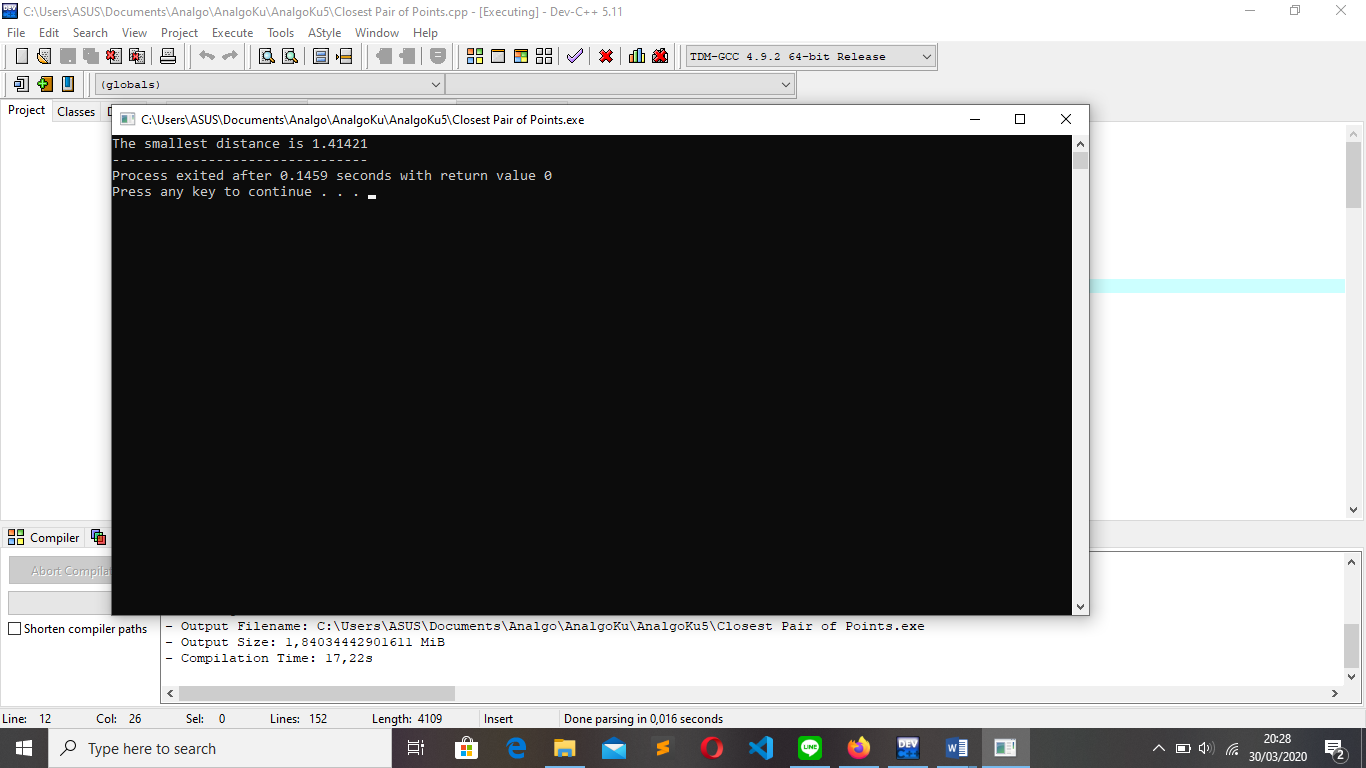 C:\Users\ASUS\Documents\Analgo\AnalgoKu\AnalgoKu5\Closest Pair of Points.cpp - [Executing] - Dev-C++ 5.11
File Edit Search View Project Execute Tools AStyle Window Help
TDM-GCC 4.9.2 64-bit Release
(globals)
Project Classes
C:\Users\ASUS\Documents\Analgo\AnalgoKu\AnalgoKu5\Closest Pair of Points.exe
The smallest distance is 1.41421
--------------------------------
Process exited after 0.1459 seconds with return value 0
Press any key to continue . . .
Compiler
Abort
Shorten compiler paths
- Output Filename: C:\Users\ASUS\Documents\Analgo\AnalgoKu\AnalgoKu5\Closest Pair of Points.exe
- Output Size: 1,84034442901611 MiB
- Compilation Time: 17,22s
Line: 12 Col: 26 Sel: 0 Lines: 152 Length: 4109 Insert Done parsing in 0,016 seconds
Type here to search
LINE
DEV
20:28
30/03/2020
2